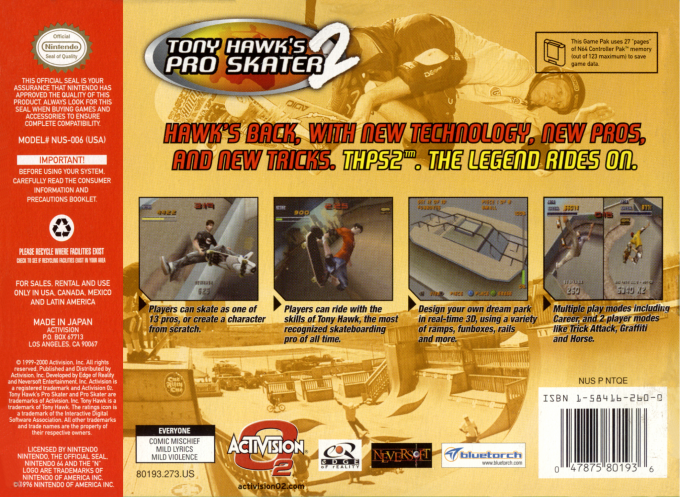 Official
Nintendo
Seal of Quality
THIS OFFICIAL SEAL IS YOUR
ASSURANCE THAT NINTENDO HAS
APPROVED THE QUALITY OF THIS
PRODUCT. ALWAYS LOOK FOR THIS
SEAL WHEN BUYING GAMES AND
ACCESSORIES TO ENSURE
COMPLETE COMPATIBILITY.
MODEL# NUS-006 (USA)
IMPORTANT!
BEFORE USING YOUR SYSTEM,
CAREFULLY READ THE CONSUMER
INFORMATION AND
PRECAUTIONS BOOKLET.
PLEASE RECYCLE WHERE FACILITIES EXIST
CHECK TO SEE IF RECYCLING FACILITIES EXIST IN YOUR AREA
FOR SALES, RENTAL AND USE
ONLY IN USA, CANADA, MEXICO
AND LATIN AMERICA
MADE IN JAPAN
ACTIVISION
P.O. BOX 67713
LOS ANGELES, CA 90067
© 1999-2000 Activision, Inc. All rights
reserved. Published and Distributed by
Activision, Inc. Developed by Edge of Reality
and Neversoft Entertainment, Inc. Activision is
a registered trademark and Activision O2,
Tony Hawk's Pro Skater and Pro Skater are
trademarks of Activision, Inc. Tony Hawk is a
trademark of Tony Hawk. The ratings icon is
a trademark of the Interactive Digital
Software Association. All other trademarks
and trade names are the property of
their respective owners.
LICENSED BY NINTENDO
NINTENDO, THE OFFICIAL SEAL,
NINTENDO 64 AND THE "N"
LOGO ARE TRADEMARKS OF
NINTENDO OF AMERICA INC.
©1996 NINTENDO OF AMERICA INC.
TONY HAWK'S
PRO SKATER 2
This Game Pak uses 27 "pages"
of N64 Controller Pak™ memory
(out of 123 maximum) to save
game data.
HAWK'S BACK, WITH NEW TECHNOLOGY, NEW PROS,
AND NEW TRICKS. THPS2™. THE LEGEND RIDES ON.
Players can skate as one of
13 pros, or create a character
from scratch.
Players can ride with the
skills of Tony Hawk, the most
recognized skateboarding
pro of all time.
Design your own dream park
in real-time 3D, using a variety
of ramps, funboxes, rails
and more.
Multiple play modes including
Career, and 2 player modes
like Trick Attack, Graffiti
and Horse.
NUS P NTQE
ISBN 1-58416-260-0
0 47875 80193 6
EVERYONE
COMIC MISCHIEF
MILD LYRICS
MILD VIOLENCE
80193.273.US
ACTIVISION
O2
activision02.com
EDGE
OF REALITY
NEVERSOFT
bluetorch
www.bluetorch.com